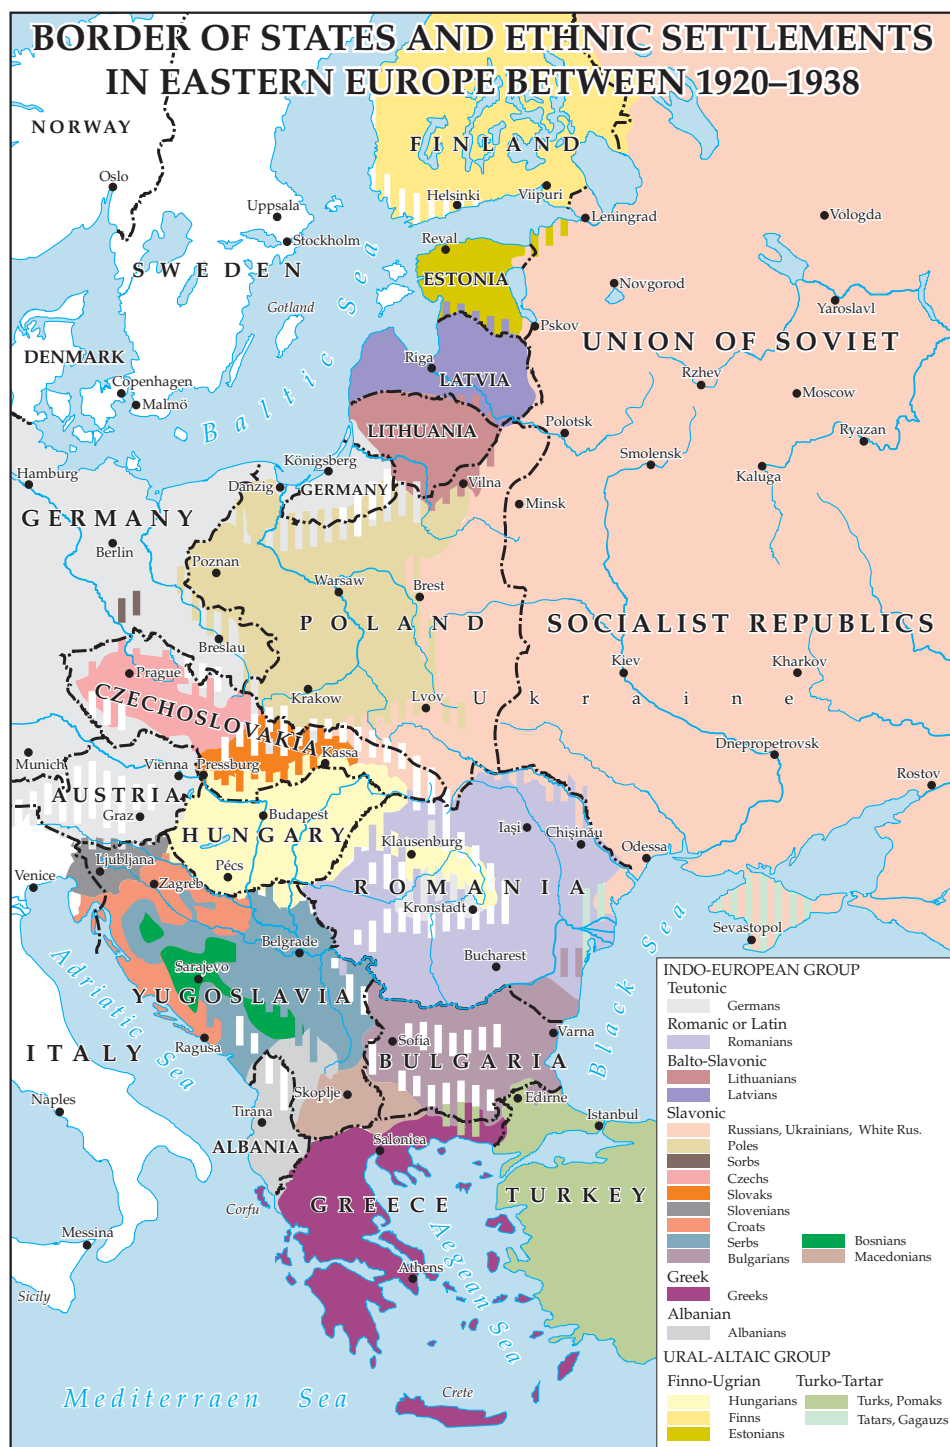 BORDER OF STATES AND ETHNIC SETTLEMENTS
IN EASTERN EUROPE BETWEEN 1920–1938
NORWAY
FINLAND
Oslo
Helsinki
Viipuri
Uppsala
Leningrad
Vologda
Stockholm
Reval
SWEDEN
ESTONIA
Novgorod
Gotland
Yaroslavl
Baltic Sea
Pskov
UNION OF SOVIET
DENMARK
Riga
LATVIA
Rzhev
Copenhagen
Moscow
Malmö
LITHUANIA
Polotsk
Ryazan
Smolensk
Königsberg
Kaluga
Hamburg
Danzig
GERMANY
Vilna
Minsk
GERMANY
Berlin
Poznan
Warsaw
Brest
POLAND
SOCIALIST REPUBLICS
Breslau
Kiev
Kharkov
Prague
Krakow
Lvov
Ukraine
CZECHOSLOVAKIA
Kassa
Dnepropetrovsk
Munich
Vienna
Pressburg
Rostov
AUSTRIA
Graz
Budapest
HUNGARY
Iaşi
Chişinău
Klausenburg
Odessa
Ljubljana
Pécs
Venice
Zagreb
ROMANIA
Kronstadt
Sevastopol
Belgrade
Bucharest
Black Sea
Adriatic Sea
Sarajevo
YUGOSLAVIA
Varna
Sofia
Ragusa
ITALY
BULGARIA
Skoplje
Edirne
Naples
Tirana
Istanbul
ALBANIA
Salonica
GREECE
TURKEY
Corfu
Messina
Aegean Sea
Athens
Sicily
Mediterraen Sea
Crete
INDO-EUROPEAN GROUP
Teutonic
Germans
Romanic or Latin
Romanians
Balto-Slavonic
Lithuanians
Latvians
Slavonic
Russians, Ukrainians, White Rus.
Poles
Sorbs
Czechs
Slovaks
Slovenians
Croats
Serbs
Bosnians
Bulgarians
Macedonians
Greek
Greeks
Albanian
Albanians
URAL-ALTAIC GROUP
Finno-Ugrian
Turko-Tartar
Hungarians
Turks, Pomaks
Finns
Tatars, Gagauzs
Estonians